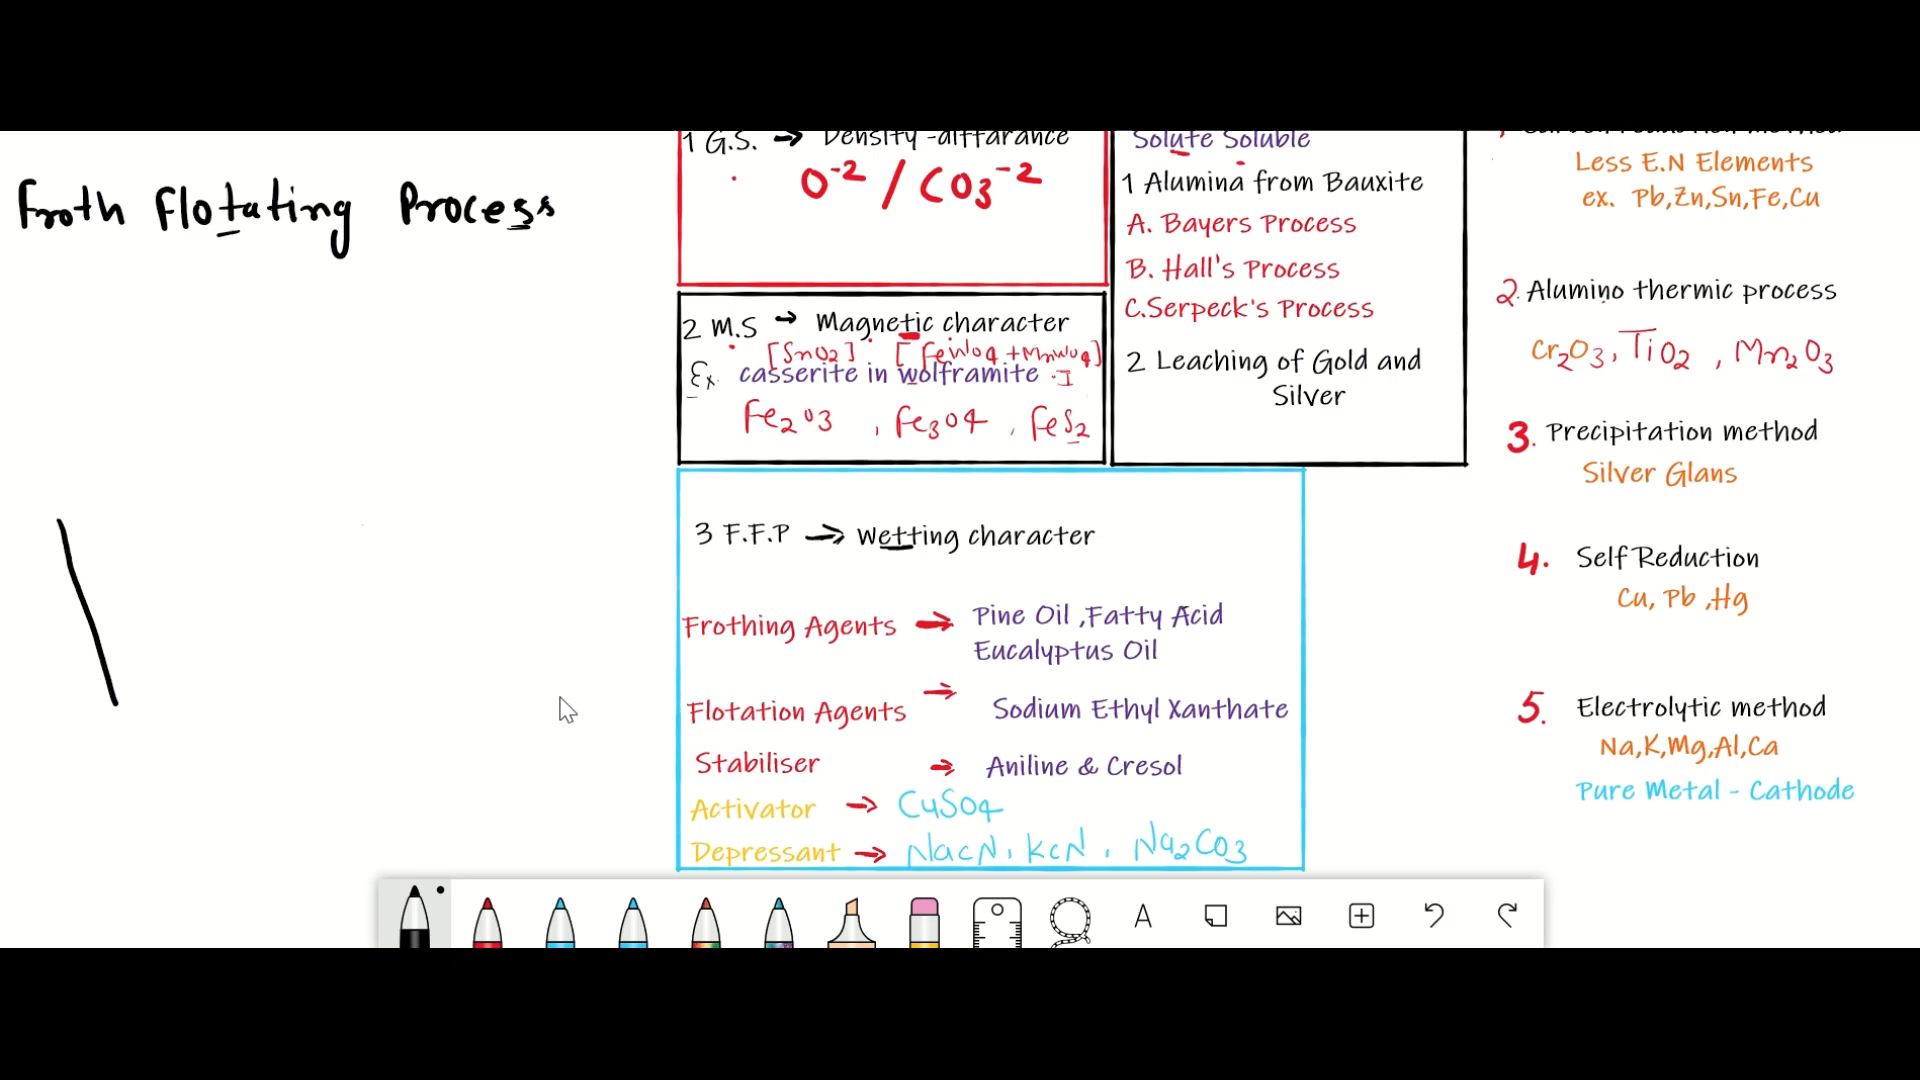 Froth Flotating Process
1 G.S. → Density -diffarance
O-2 / CO3-2
2 M.S → Magnetic character
[SnO2] [FeWO4 + MnWO4]
Ex. casserite in wolframite
Fe2O3 , Fe3O4 , FeS2
3 F.F.P → Wetting character
Frothing Agents → Pine Oil ,Fatty Acid
Eucalyptus Oil
Flotation Agents → Sodium Ethyl Xanthate
Stabiliser → Aniline & Cresol
Activator → CuSO4
Depressant → NaCN, KCN, Na2CO3
Solute Soluble
1 Alumina from Bauxite
A. Bayers Process
B. Hall's Process
C.Serpeck's Process
2 Leaching of Gold and
Silver
Less E.N Elements
ex. Pb,Zn,Sn,Fe,Cu
2. Alumino thermic process
Cr2O3, TiO2 , Mn2O3
3. Precipitation method
Silver Glans
4. Self Reduction
Cu, Pb ,Hg
5. Electrolytic method
Na,K,Mg,Al,Ca
Pure Metal - Cathode
A